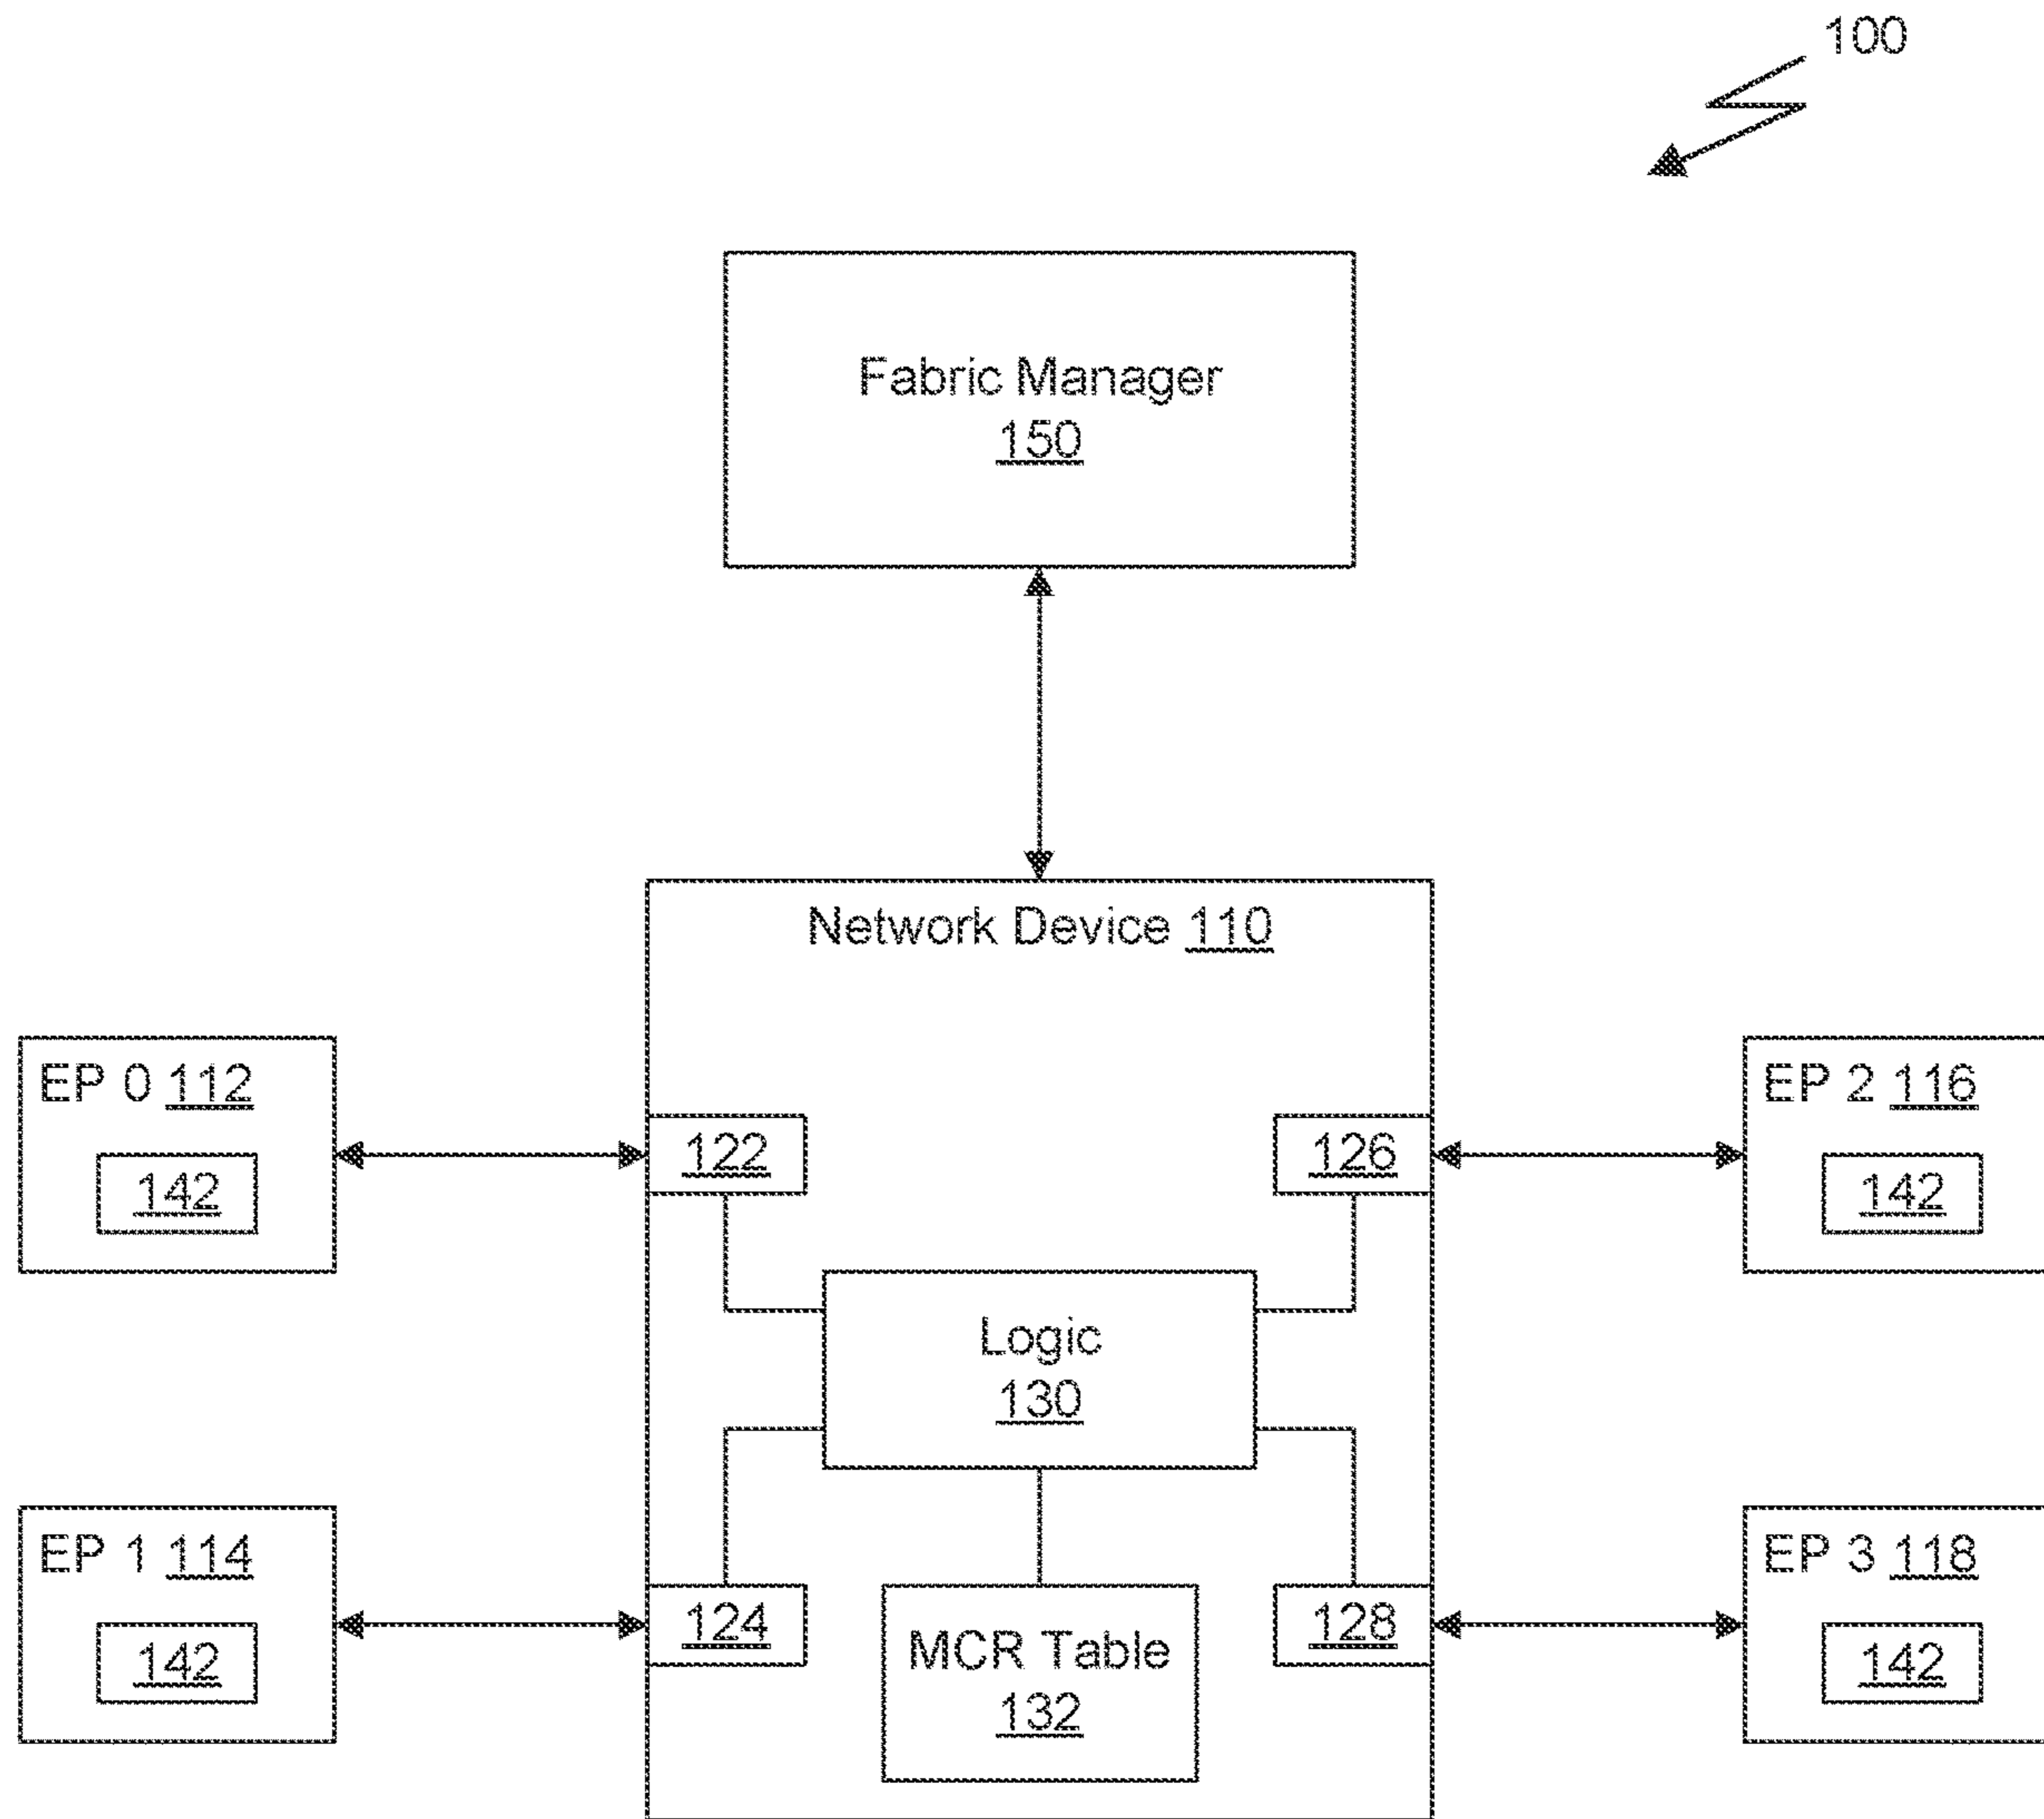 100
Fabric Manager
150
Network Device 110
EP 0 112
142
122
126
EP 2 116
142
Logic
130
EP 1 114
142
124
MCR Table
132
128
EP 3 118
142